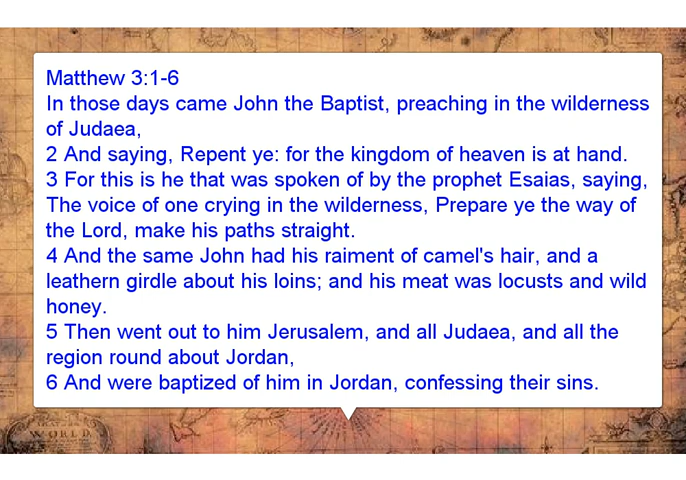 Matthew 3:1-6
In those days came John the Baptist, preaching in the wilderness
of Judaea,
2 And saying, Repent ye: for the kingdom of heaven is at hand.
3 For this is he that was spoken of by the prophet Esaias, saying,
The voice of one crying in the wilderness, Prepare ye the way of
the Lord, make his paths straight.
4 And the same John had his raiment of camel's hair, and a
leathern girdle about his loins; and his meat was locusts and wild
honey.
5 Then went out to him Jerusalem, and all Judaea, and all the
region round about Jordan,
6 And were baptized of him in Jordan, confessing their sins.
WORLD